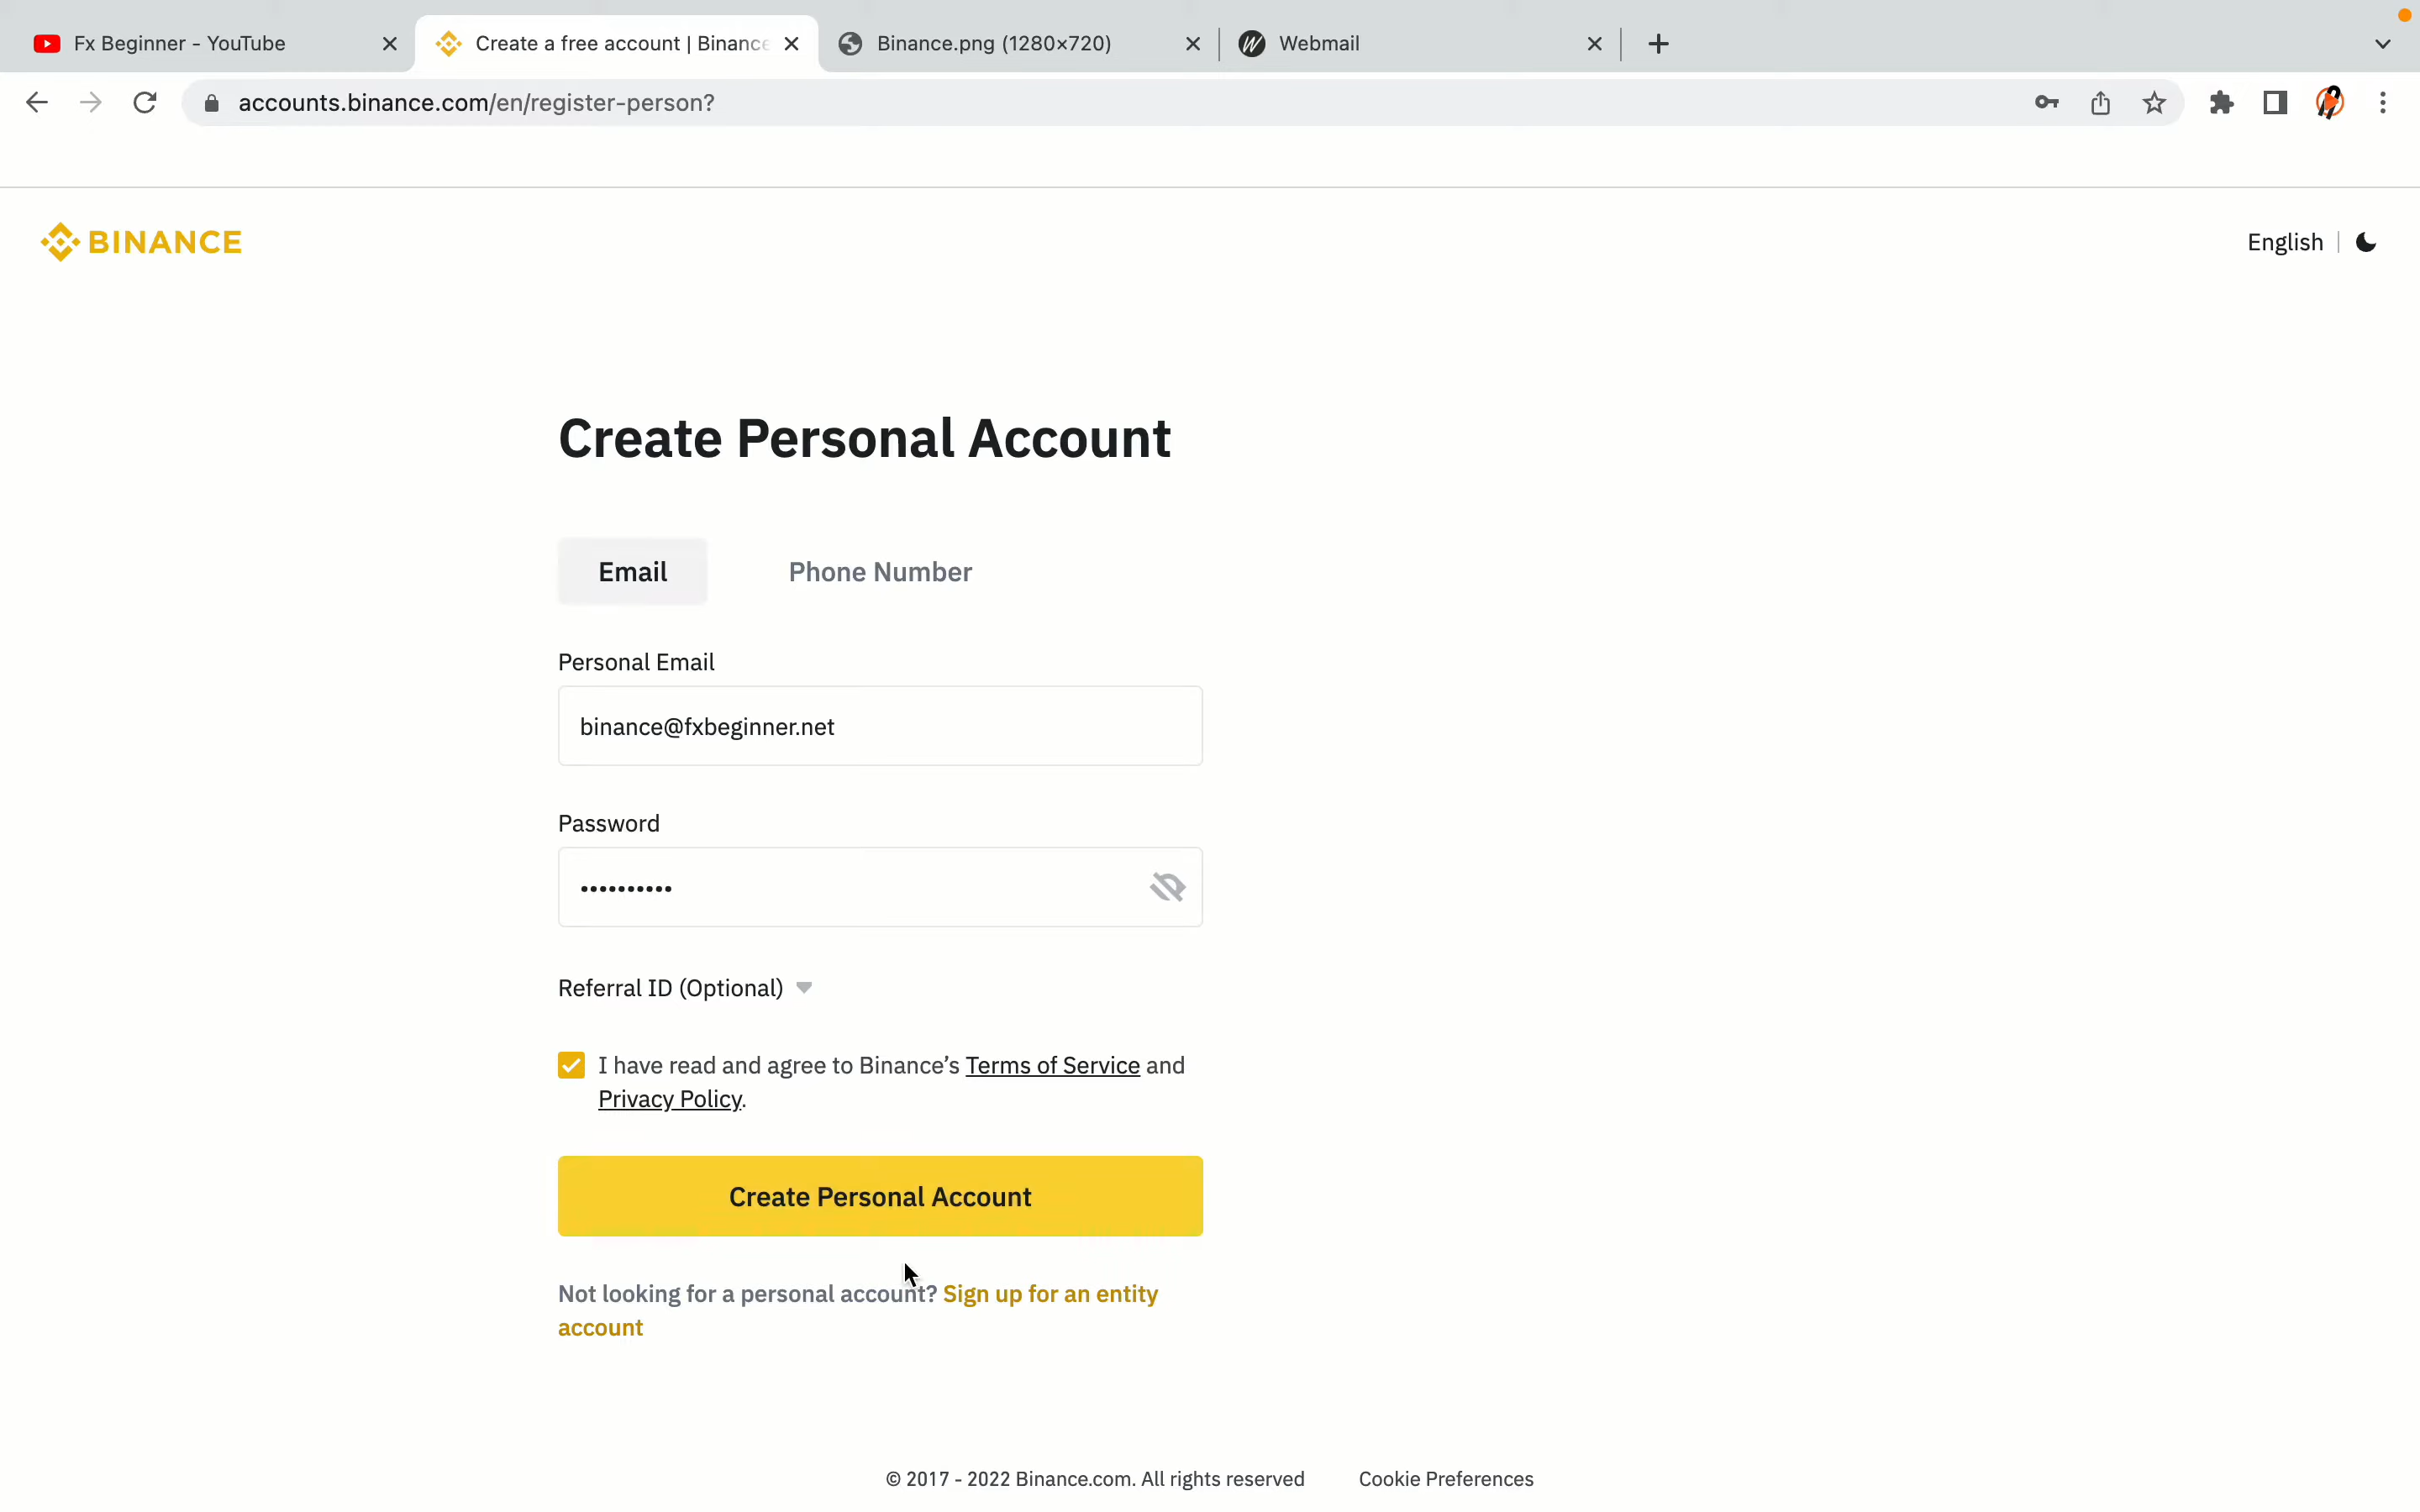 Fx Beginner - YouTube
Create a free account | Binance
Binance.png (1280×720)
Webmail
accounts.binance.com/en/register-person?
BINANCE
English
Create Personal Account
Email
Phone Number
Personal Email
binance@fxbeginner.net
Password
••••••••••
Referral ID (Optional)
I have read and agree to Binance’s Terms of Service and
Privacy Policy.
Create Personal Account
Not looking for a personal account? Sign up for an entity
account
© 2017 - 2022 Binance.com. All rights reserved
Cookie Preferences